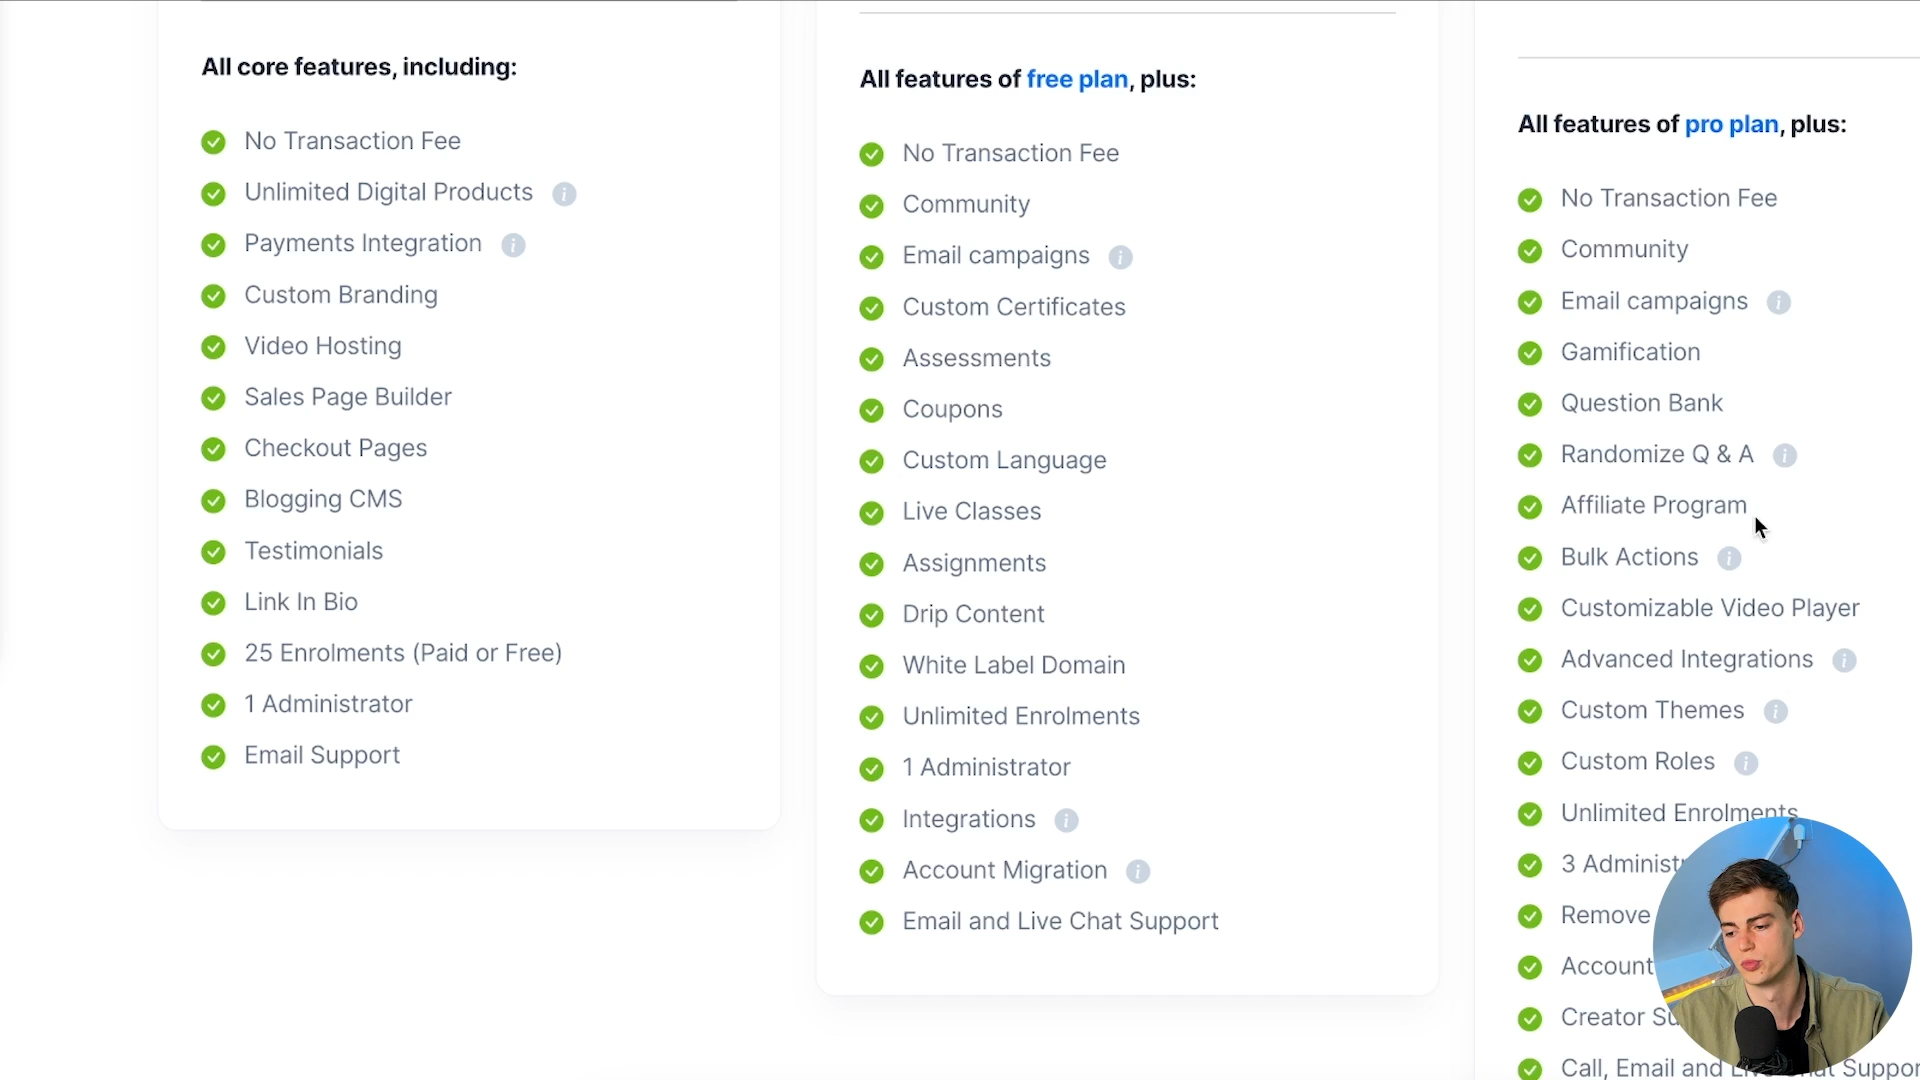 All core features, including:
No Transaction Fee
Unlimited Digital Products
Payments Integration
Custom Branding
Video Hosting
Sales Page Builder
Checkout Pages
Blogging CMS
Testimonials
Link In Bio
25 Enrolments (Paid or Free)
1 Administrator
Email Support
All features of free plan, plus:
No Transaction Fee
Community
Email campaigns
Custom Certificates
Assessments
Coupons
Custom Language
Live Classes
Assignments
Drip Content
White Label Domain
Unlimited Enrolments
1 Administrator
Integrations
Account Migration
Email and Live Chat Support
All features of pro plan, plus:
No Transaction Fee
Community
Email campaigns
Gamification
Question Bank
Randomize Q & A
Affiliate Program
Bulk Actions
Customizable Video Player
Advanced Integrations
Custom Themes
Custom Roles
Unlimited Enrolments
3
Remove
Account
Creator
Call, Email and